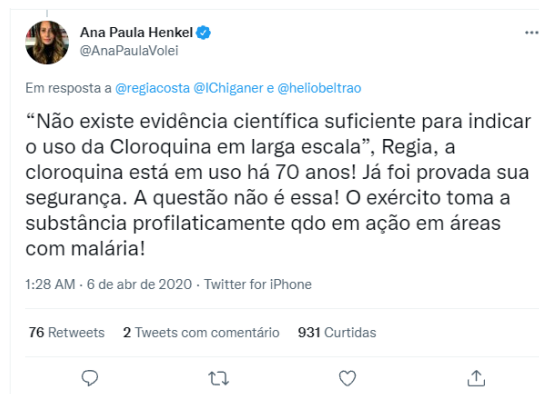 Ana Paula Henkel
@AnaPaulaVolei
Em resposta a @regiacosta @IChiganer e @heliobeltrao
“Não existe evidência científica suficiente para indicar
o uso da Cloroquina em larga escala”, Regia, a
cloroquina está em uso há 70 anos! Já foi provada sua
segurança. A questão não é essa! O exército toma a
substância profilaticamente qdo em ação em áreas
com malária!
1:28 AM · 6 de abr de 2020 · Twitter for iPhone
76 Retweets 2 Tweets com comentário 931 Curtidas